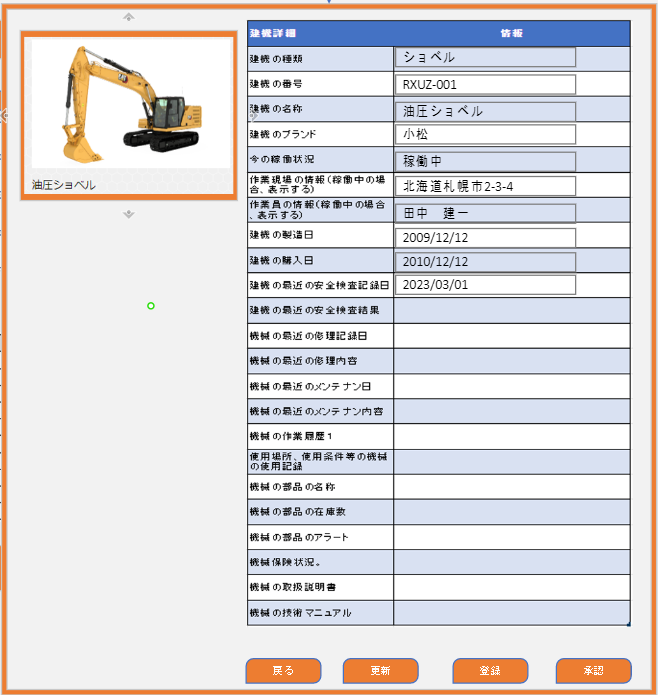 油圧ショベル
建機詳細 情報
建機の種類 ショベル
建機の番号 RXUZ-001
建機の名称 油圧ショベル
建機のブランド 小松
今の稼働状況 稼働中
作業現場の情報(稼働中の場
合、表示する) 北海道札幌市2-3-4
作業員の情報(稼働中の場合
、表示する) 田中 建一
建機の製造日 2009/12/12
建機の購入日 2010/12/12
建機の最近の安全検査記録日 2023/03/01
建機の最近の安全検査結果
機械の最近の修理記録日
機械の最近の修理内容
機械の最近のメンテナン日
機械の最近のメンテナン内容
機械の作業履歴1
使用場所、使用条件等の機械
の使用記録
機械の部品の名称
機械の部品の在庫数
機械の部品のアラート
機械保険状況。
機械の取扱説明書
機械の技術マニュアル
戻る 更新 登録 承認